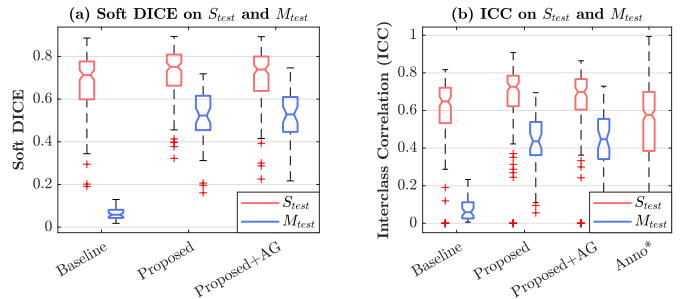 (a) Soft DICE on S_test and M_test
Soft DICE
0.8
0.6
0.4
0.2
0
Baseline
Proposed
Proposed+AG
S_test
M_test
(b) ICC on S_test and M_test
Interclass Correlation (ICC)
1
0.8
0.6
0.4
0.2
0
Baseline
Proposed
Proposed+AG
Anno*
S_test
M_test